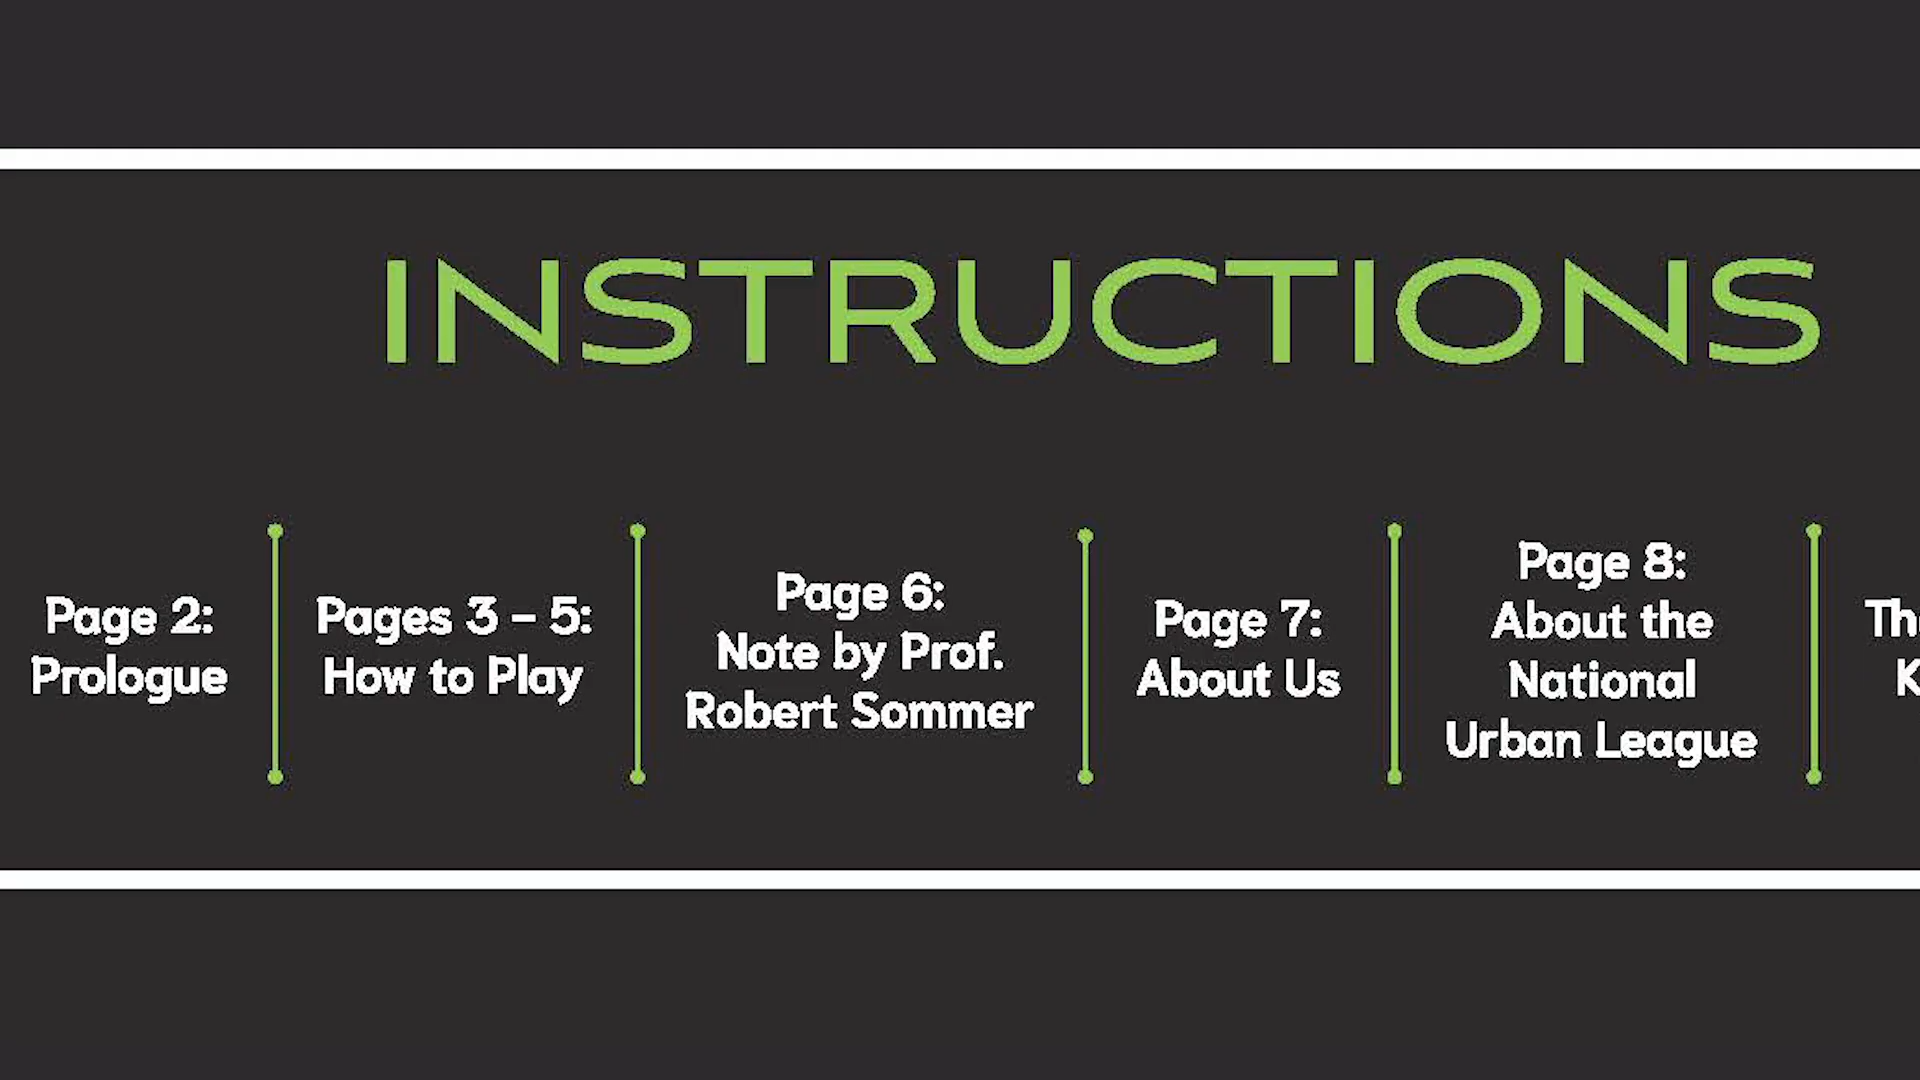 INSTRUCTIONS
Page 2:
Prologue
Pages 3 – 5:
How to Play
Page 6:
Note by Prof.
Robert Sommer
Page 7:
About Us
Page 8:
About the
National
Urban League